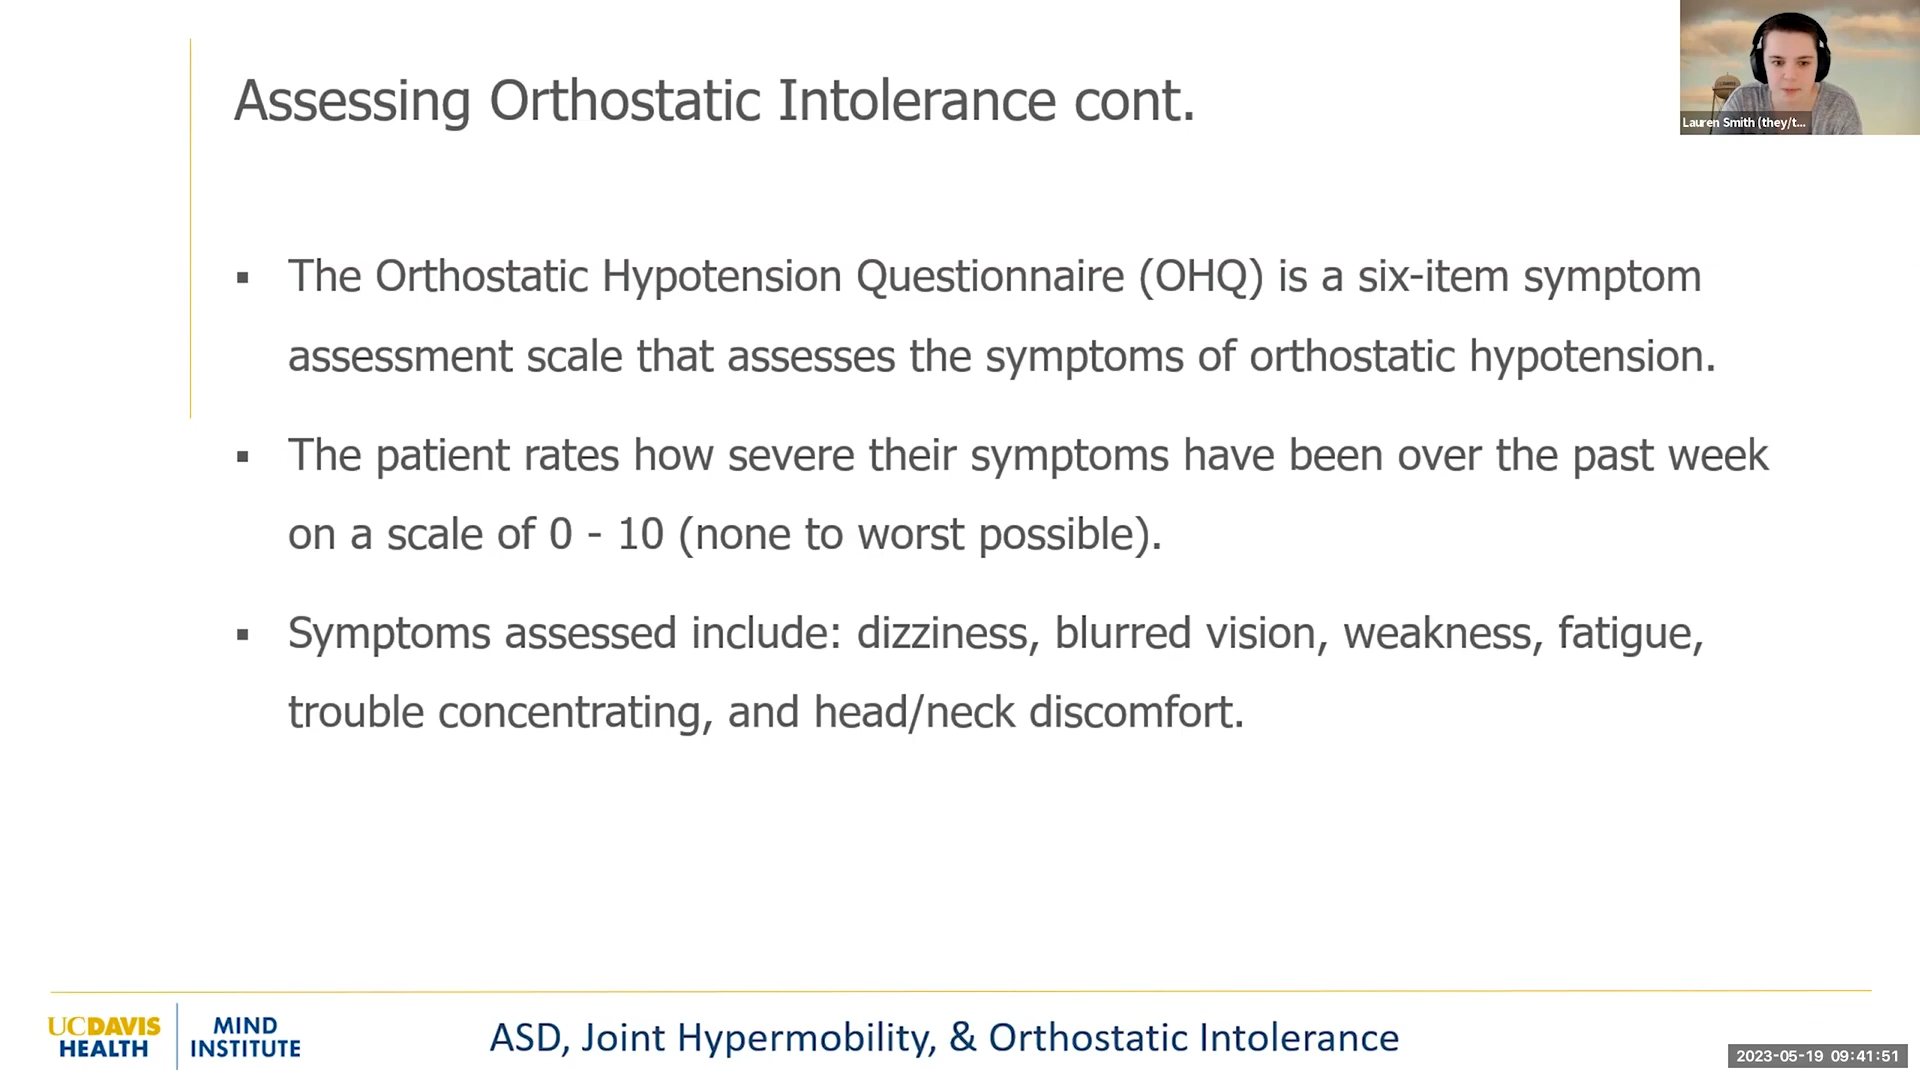 Assessing Orthostatic Intolerance cont.
Lauren Smith (they/t...
▪ The Orthostatic Hypotension Questionnaire (OHQ) is a six-item symptom
assessment scale that assesses the symptoms of orthostatic hypotension.
▪ The patient rates how severe their symptoms have been over the past week
on a scale of 0 - 10 (none to worst possible).
▪ Symptoms assessed include: dizziness, blurred vision, weakness, fatigue,
trouble concentrating, and head/neck discomfort.
UCDAVIS
HEALTH
MIND
INSTITUTE
ASD, Joint Hypermobility, & Orthostatic Intolerance
2023-05-19 09:41:51